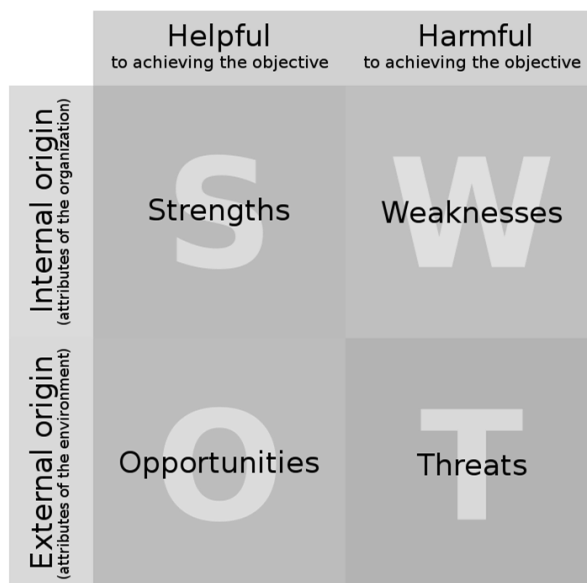 Helpful
to achieving the objective
Harmful
to achieving the objective
Internal origin
(attributes of the organization)
S
Strengths
W
Weaknesses
External origin
(attributes of the environment)
O
Opportunities
T
Threats